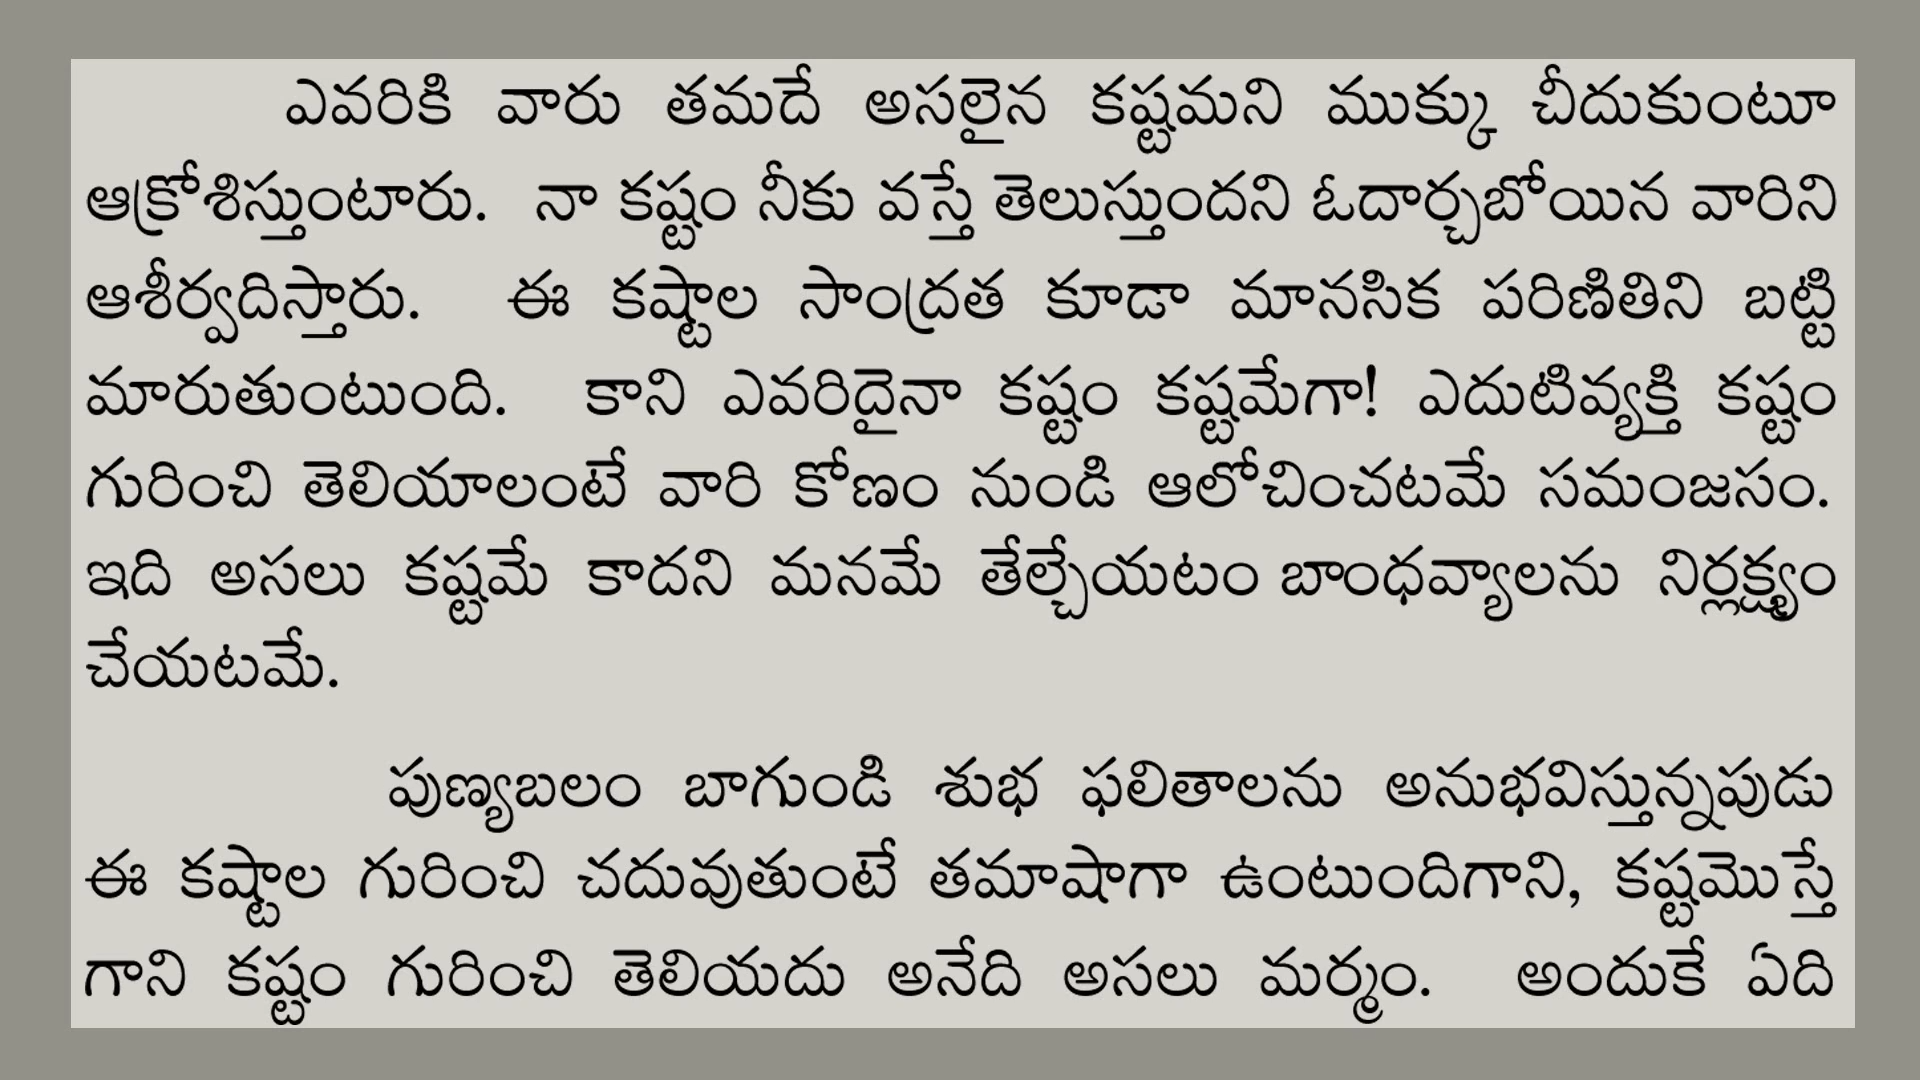 ఎవరికి వారు తమదే అసలైన కష్టమని ముక్కు చీదుకుంటూ
ఆక్రోశిస్తుంటారు. నా కష్టం నీకు వస్తే తెలుస్తుందని ఓదార్చబోయిన వారిని
ఆశీర్వదిస్తారు. ఈ కష్టాల సాంద్రత కూడా మానసిక పరిణితిని బట్టి
మారుతుంటుంది. కాని ఎవరిదైనా కష్టం కష్టమేగా! ఎదుటివ్యక్తి కష్టం
గురించి తెలియాలంటే వారి కోణం నుండి ఆలోచించటమే సమంజసం.
ఇది అసలు కష్టమే కాదని మనమే తేల్చేయటం బాంధవ్యాలను నిర్లక్ష్యం
చేయటమే.
పుణ్యబలం బాగుండి శుభ ఫలితాలను అనుభవిస్తున్నపుడు
ఈ కష్టాల గురించి చదువుతుంటే తమాషాగా ఉంటుందిగాని, కష్టమొస్తే
గాని కష్టం గురించి తెలియదు అనేది అసలు మర్మం. అందుకే ఏది